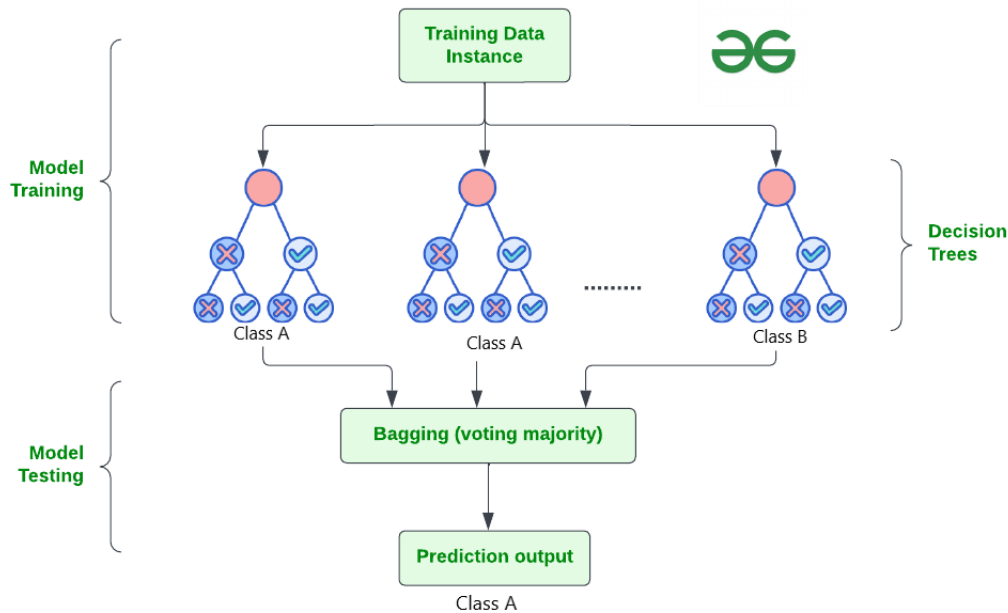 Training Data
Instance
Model
Training
Decision
Trees
Class A
Class A
Class B
Bagging (voting majority)
Model
Testing
Prediction output
Class A